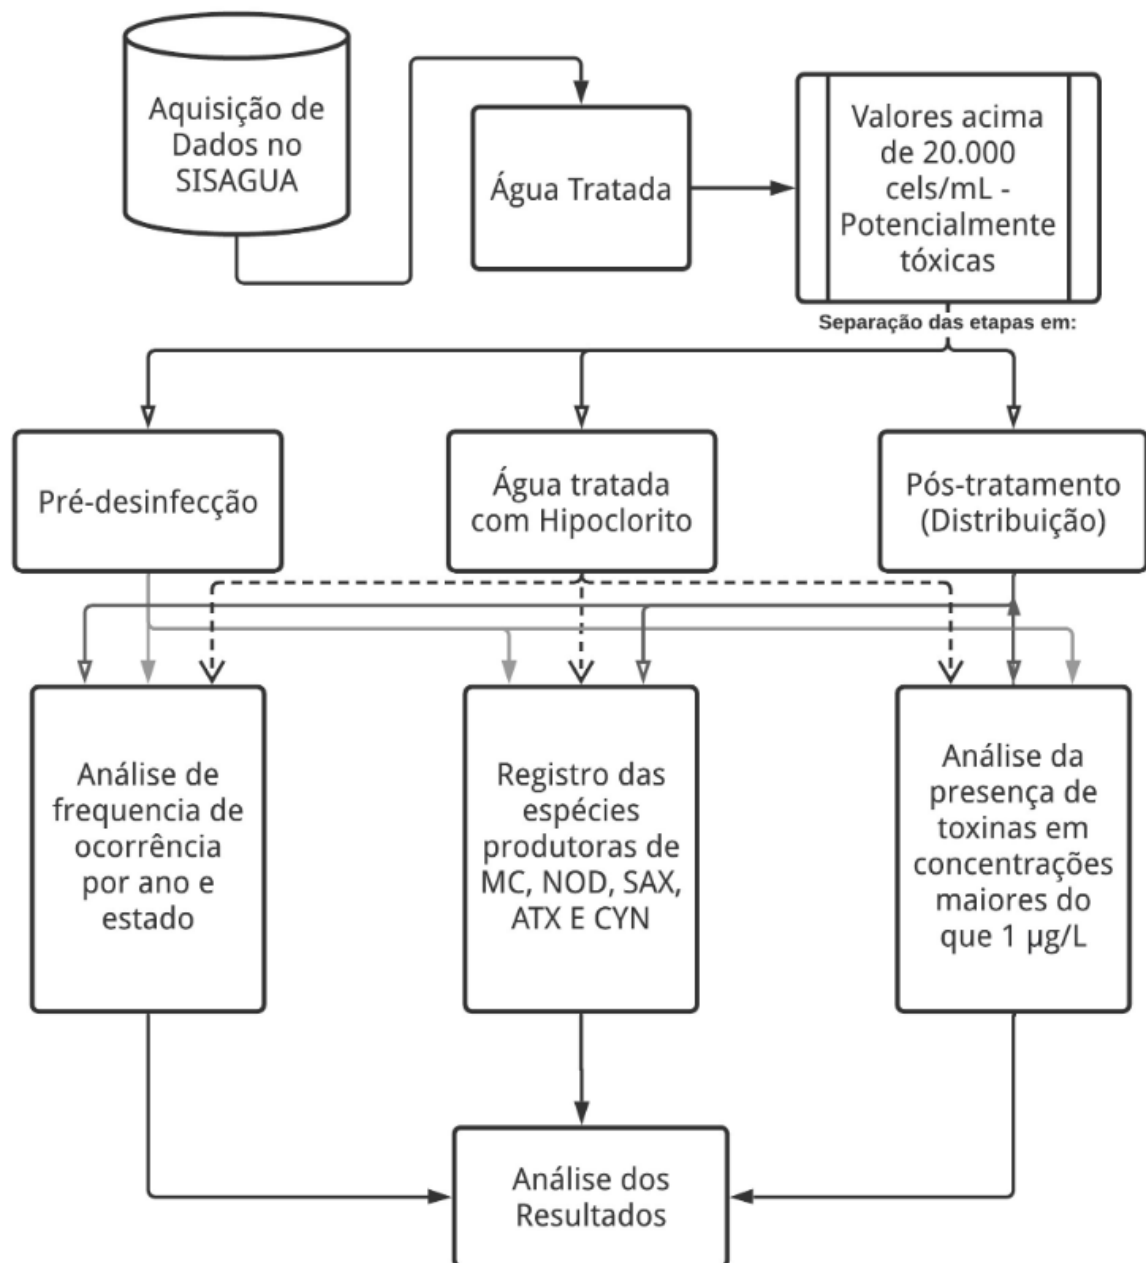 Aquisição de
Dados no
SISAGUA
Água Tratada
Valores acima
de 20.000
cels/mL -
Potencialmente
tóxicas
Separação das etapas em:
Pré-desinfecção
Água tratada
com Hipoclorito
Pós-tratamento
(Distribuição)
Análise de
frequencia de
ocorrência
por ano e
estado
Registro das
espécies
produtoras de
MC, NOD, SAX,
ATX E CYN
Análise da
presença de
toxinas em
concentrações
maiores do
que 1 µg/L
Análise dos
Resultados